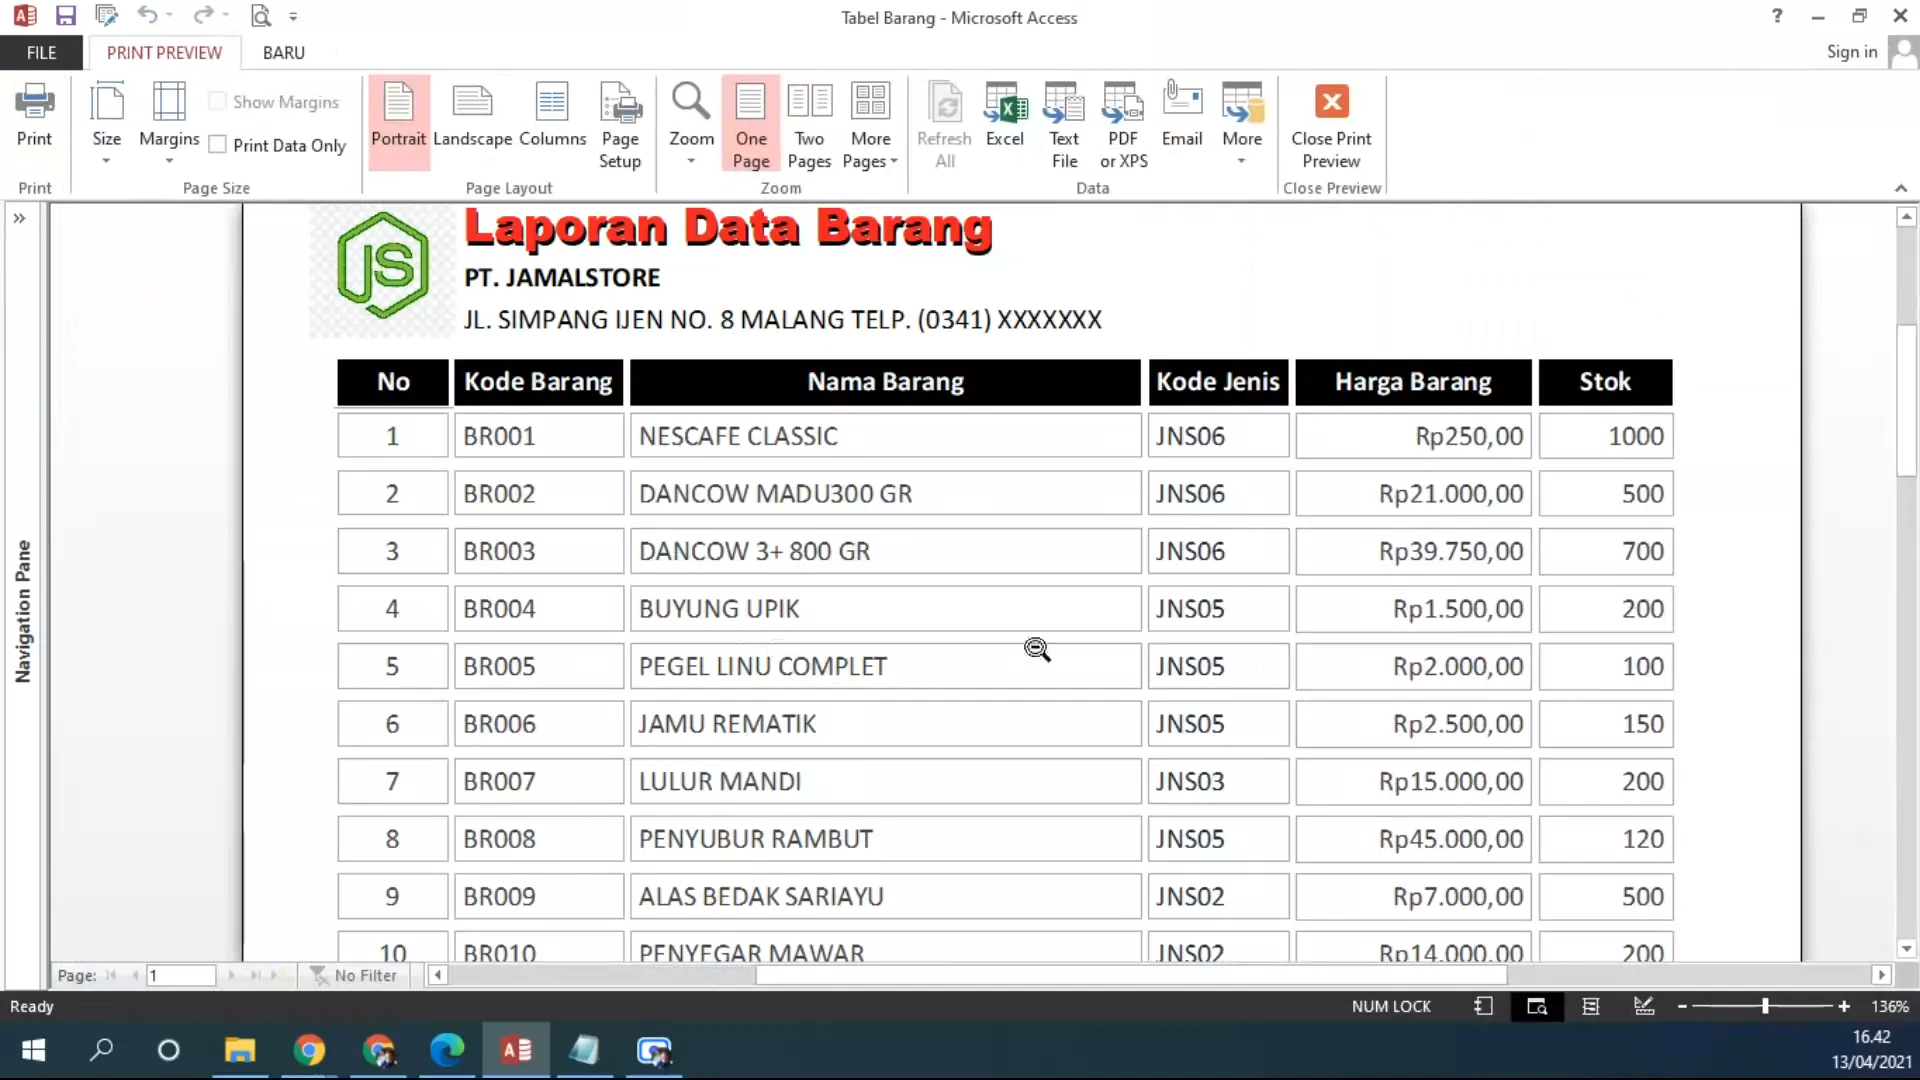 Tabel Barang - Microsoft Access
?
FILE PRINT PREVIEW BARU Sign in
Print Size Margins Show Margins Print Data Only Portrait Landscape Columns Page Setup Zoom One Page Two Pages More Pages Refresh All Excel Text File PDF or XPS Email More Close Print Preview
Print Page Size Page Layout Zoom Data Close Preview
Navigation Pane
JS
Laporan Data Barang
PT. JAMALSTORE
JL. SIMPANG IJEN NO. 8 MALANG TELP. (0341) XXXXXXX
No Kode Barang Nama Barang Kode Jenis Harga Barang Stok
1 BR001 NESCAFE CLASSIC JNS06 Rp250,00 1000
2 BR002 DANCOW MADU300 GR JNS06 Rp21.000,00 500
3 BR003 DANCOW 3+ 800 GR JNS06 Rp39.750,00 700
4 BR004 BUYUNG UPIK JNS05 Rp1.500,00 200
5 BR005 PEGEL LINU COMPLET JNS05 Rp2.000,00 100
6 BR006 JAMU REMATIK JNS05 Rp2.500,00 150
7 BR007 LULUR MANDI JNS03 Rp15.000,00 200
8 BR008 PENYUBUR RAMBUT JNS05 Rp45.000,00 120
9 BR009 ALAS BEDAK SARIAYU JNS02 Rp7.000,00 500
10 BR010 PENYEGAR MAWAR JNS02 Rp14.000,00 200
Page: 1 No Filter
Ready NUM LOCK 136%
16.42
13/04/2021